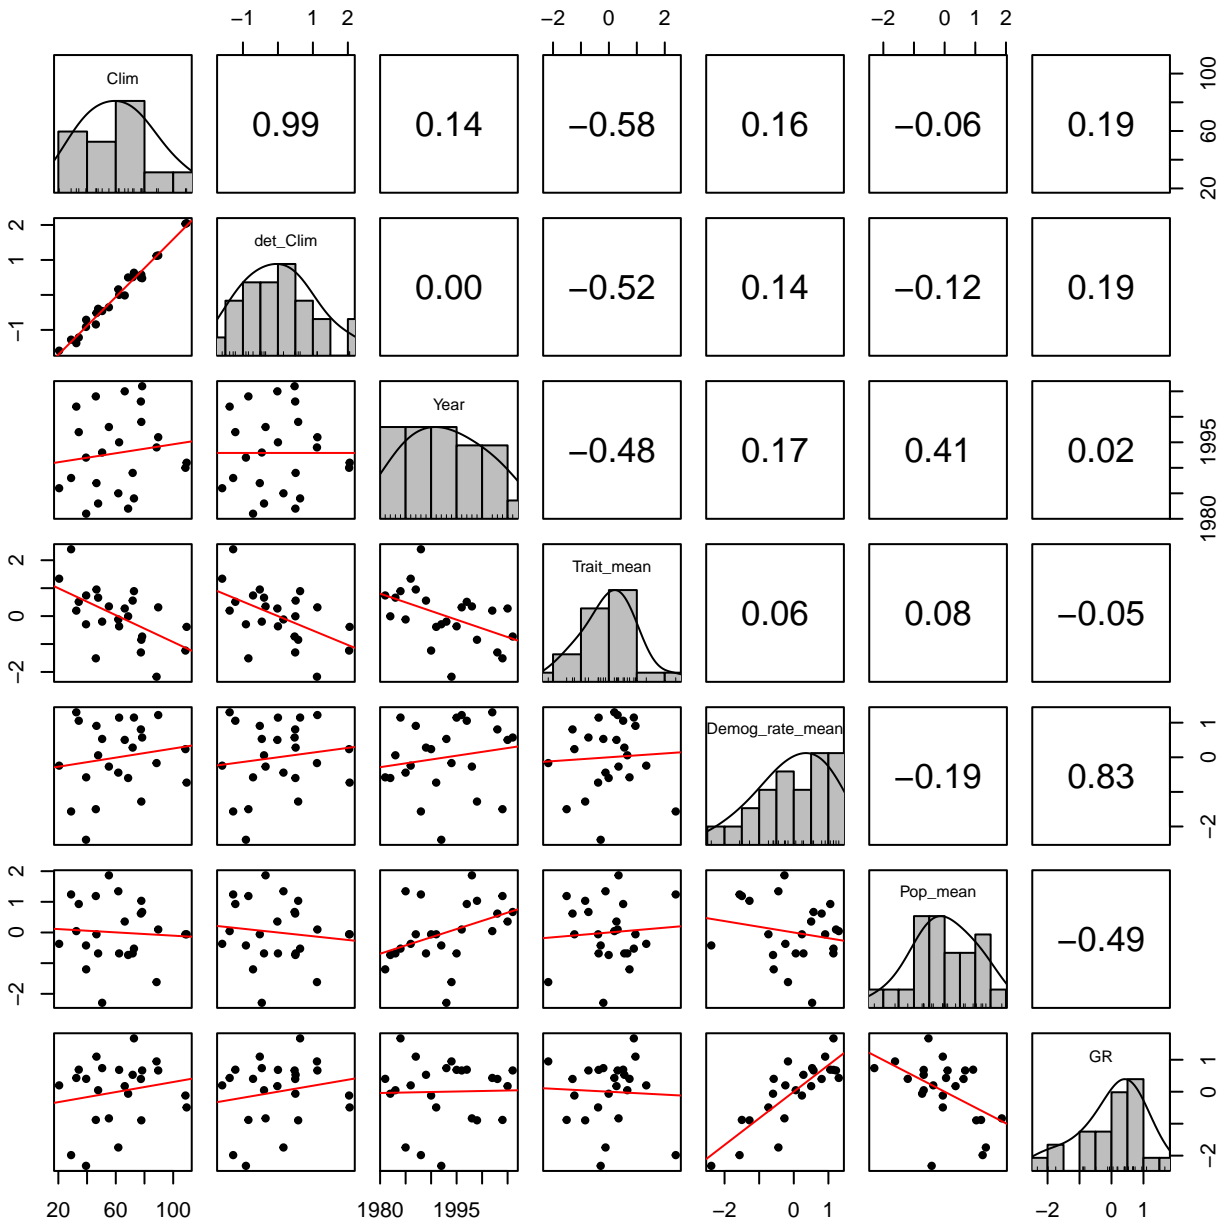 −1 1 2 −2 0 2 −2 0 2
Clim 0.99 0.14 −0.58 0.16 −0.06 0.19 20 60 100
−1 1 2 det_Clim 0.00 −0.52 0.14 −0.12 0.19
Year −0.48 0.17 0.41 0.02 1980 1995
−2 0 2 Trait_mean 0.06 0.08 −0.05
Demog_rate_mean −0.19 0.83 −2 0 1
−2 0 1 2 Pop_mean −0.49
GR −2 0 1
20 60 100 1980 1995 −2 0 1 −2 0 1